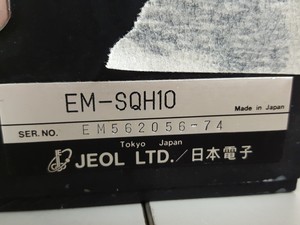 EM-SQH10
Made in Japan
SER. NO. EM562056-74
Tokyo Japan
JEOL LTD./日本電子